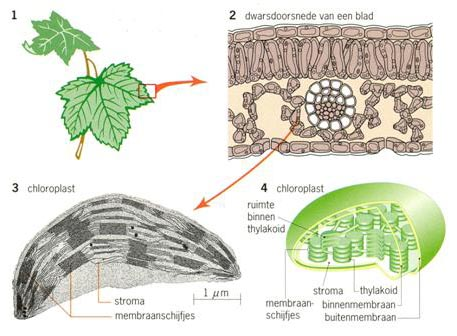 1
2 dwarsdoorsnede van een blad
3 chloroplast
stroma
membraanschijfjes
1 µm
4 chloroplast
ruimte
binnen
thylakoid
membraan-
schijfjes
stroma
thylakoid
binnenmembraan
buitenmembraan